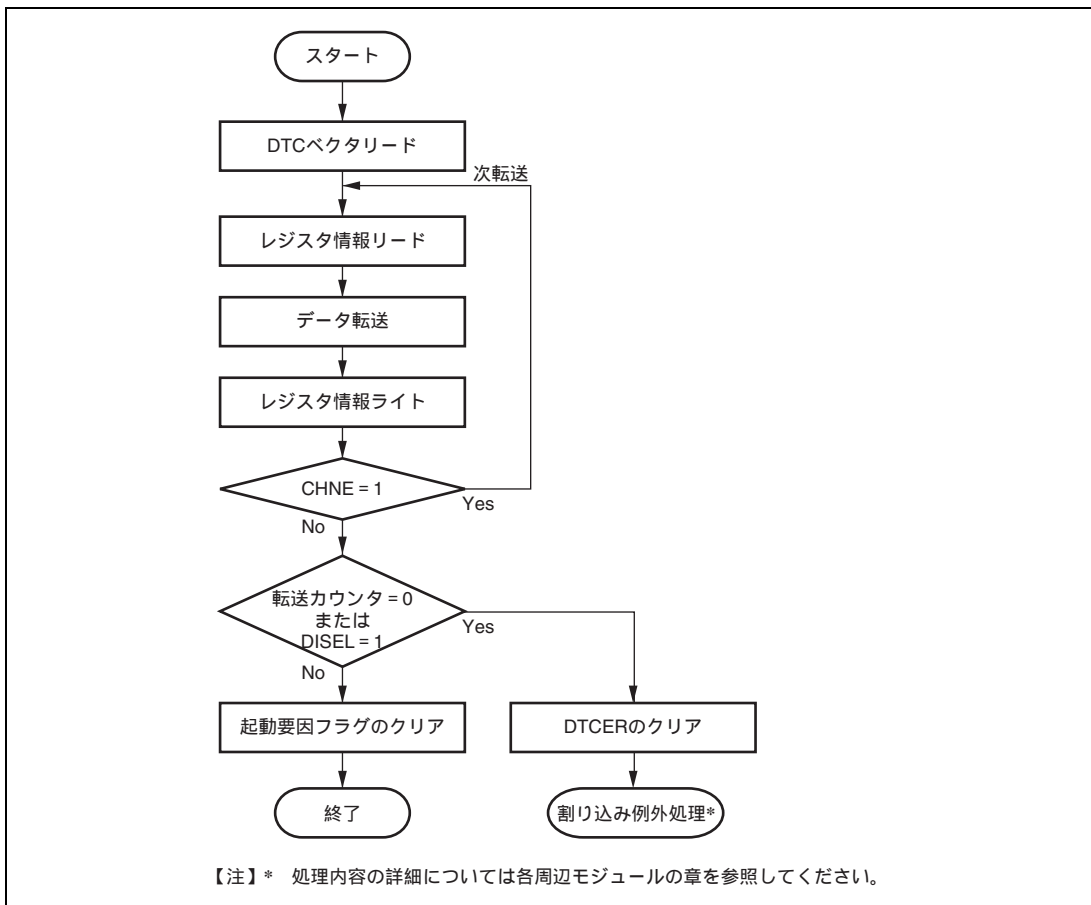 スタート
DTCベクタリード
次転送
レジスタ情報リード
データ転送
レジスタ情報ライト
CHNE = 1
Yes
No
転送カウンタ = 0
または
DISEL = 1
Yes
No
起動要因フラグのクリア
DTCERのクリア
終了
割り込み例外処理*
【注】* 処理内容の詳細については各周辺モジュールの章を参照してください。